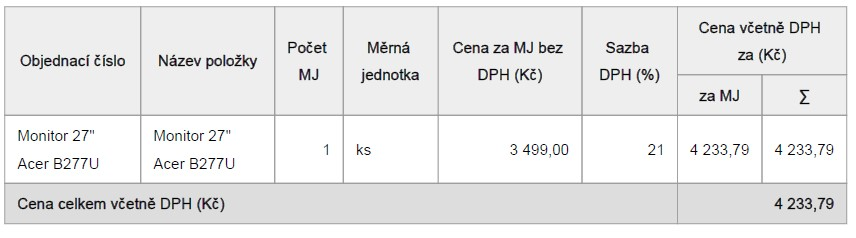 Objednací číslo
Název položky
Počet
MJ
Měrná
jednotka
Cena za MJ bez
DPH (Kč)
Sazba
DPH (%)
Cena včetně DPH
za (Kč)
za MJ
∑
Monitor 27"
Acer B277U
Monitor 27"
Acer B277U
1
ks
3 499,00
21
4 233,79
4 233,79
Cena celkem včetně DPH (Kč)
4 233,79